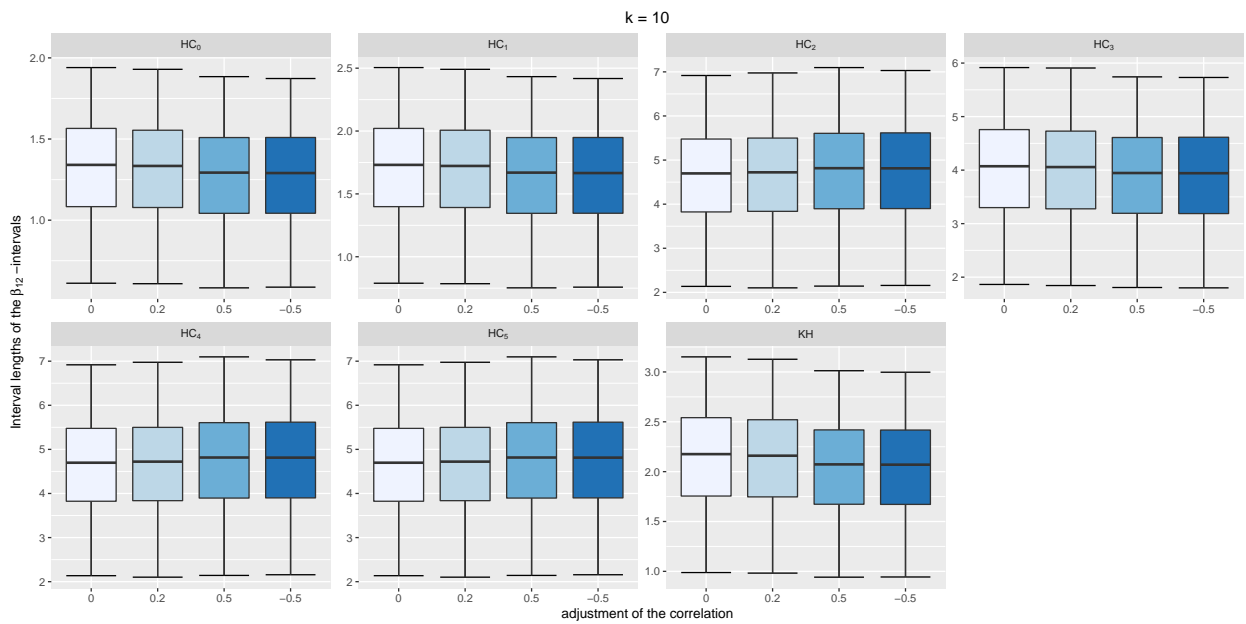 k = 10
HC₀
HC₁
HC₂
HC₃
2.0
1.5
1.0
0 0.2 0.5 −0.5
2.5
2.0
1.5
1.0
0 0.2 0.5 −0.5
7
6
5
4
3
2
0 0.2 0.5 −0.5
6
5
4
3
2
0 0.2 0.5 −0.5
Interval lengths of the β₁₂ −intervals
HC₄
HC₅
KH
7
6
5
4
3
2
0 0.2 0.5 −0.5
7
6
5
4
3
2
0 0.2 0.5 −0.5
3.0
2.5
2.0
1.5
1.0
0 0.2 0.5 −0.5
adjustment of the correlation